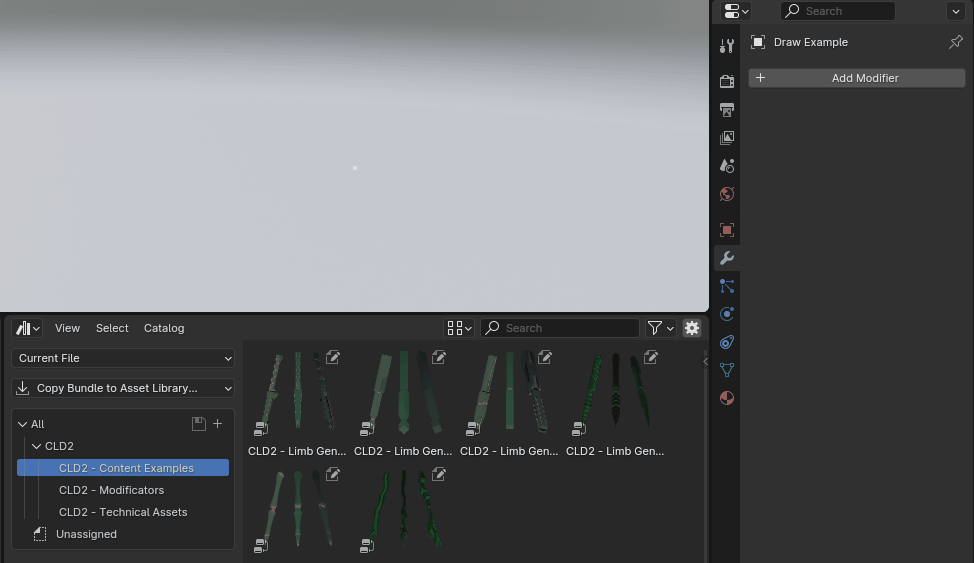 Search
Draw Example
Add Modifier
View Select Catalog
Search
Current File
Copy Bundle to Asset Library...
All
CLD2
CLD2 - Content Examples
CLD2 - Modificators
CLD2 - Technical Assets
Unassigned
CLD2 - Limb Gen... CLD2 - Limb Gen... CLD2 - Limb Gen... CLD2 - Limb Gen...